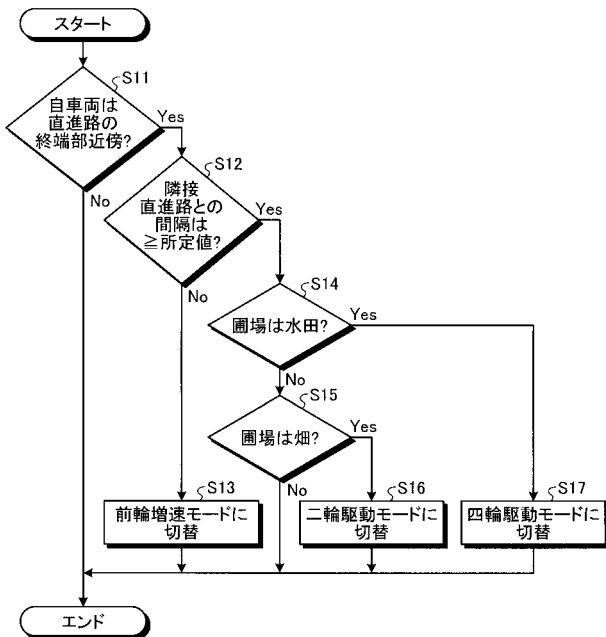 スタート
S11
自車両は
直進路の
終端部近傍?
Yes
No
S12
隣接
直進路との
間隔は
≧所定値?
Yes
No
S14
圃場は水田?
Yes
No
S15
圃場は畑?
Yes
No
S13
前輪増速モードに
切替
S16
二輪駆動モードに
切替
S17
四輪駆動モードに
切替
エンド